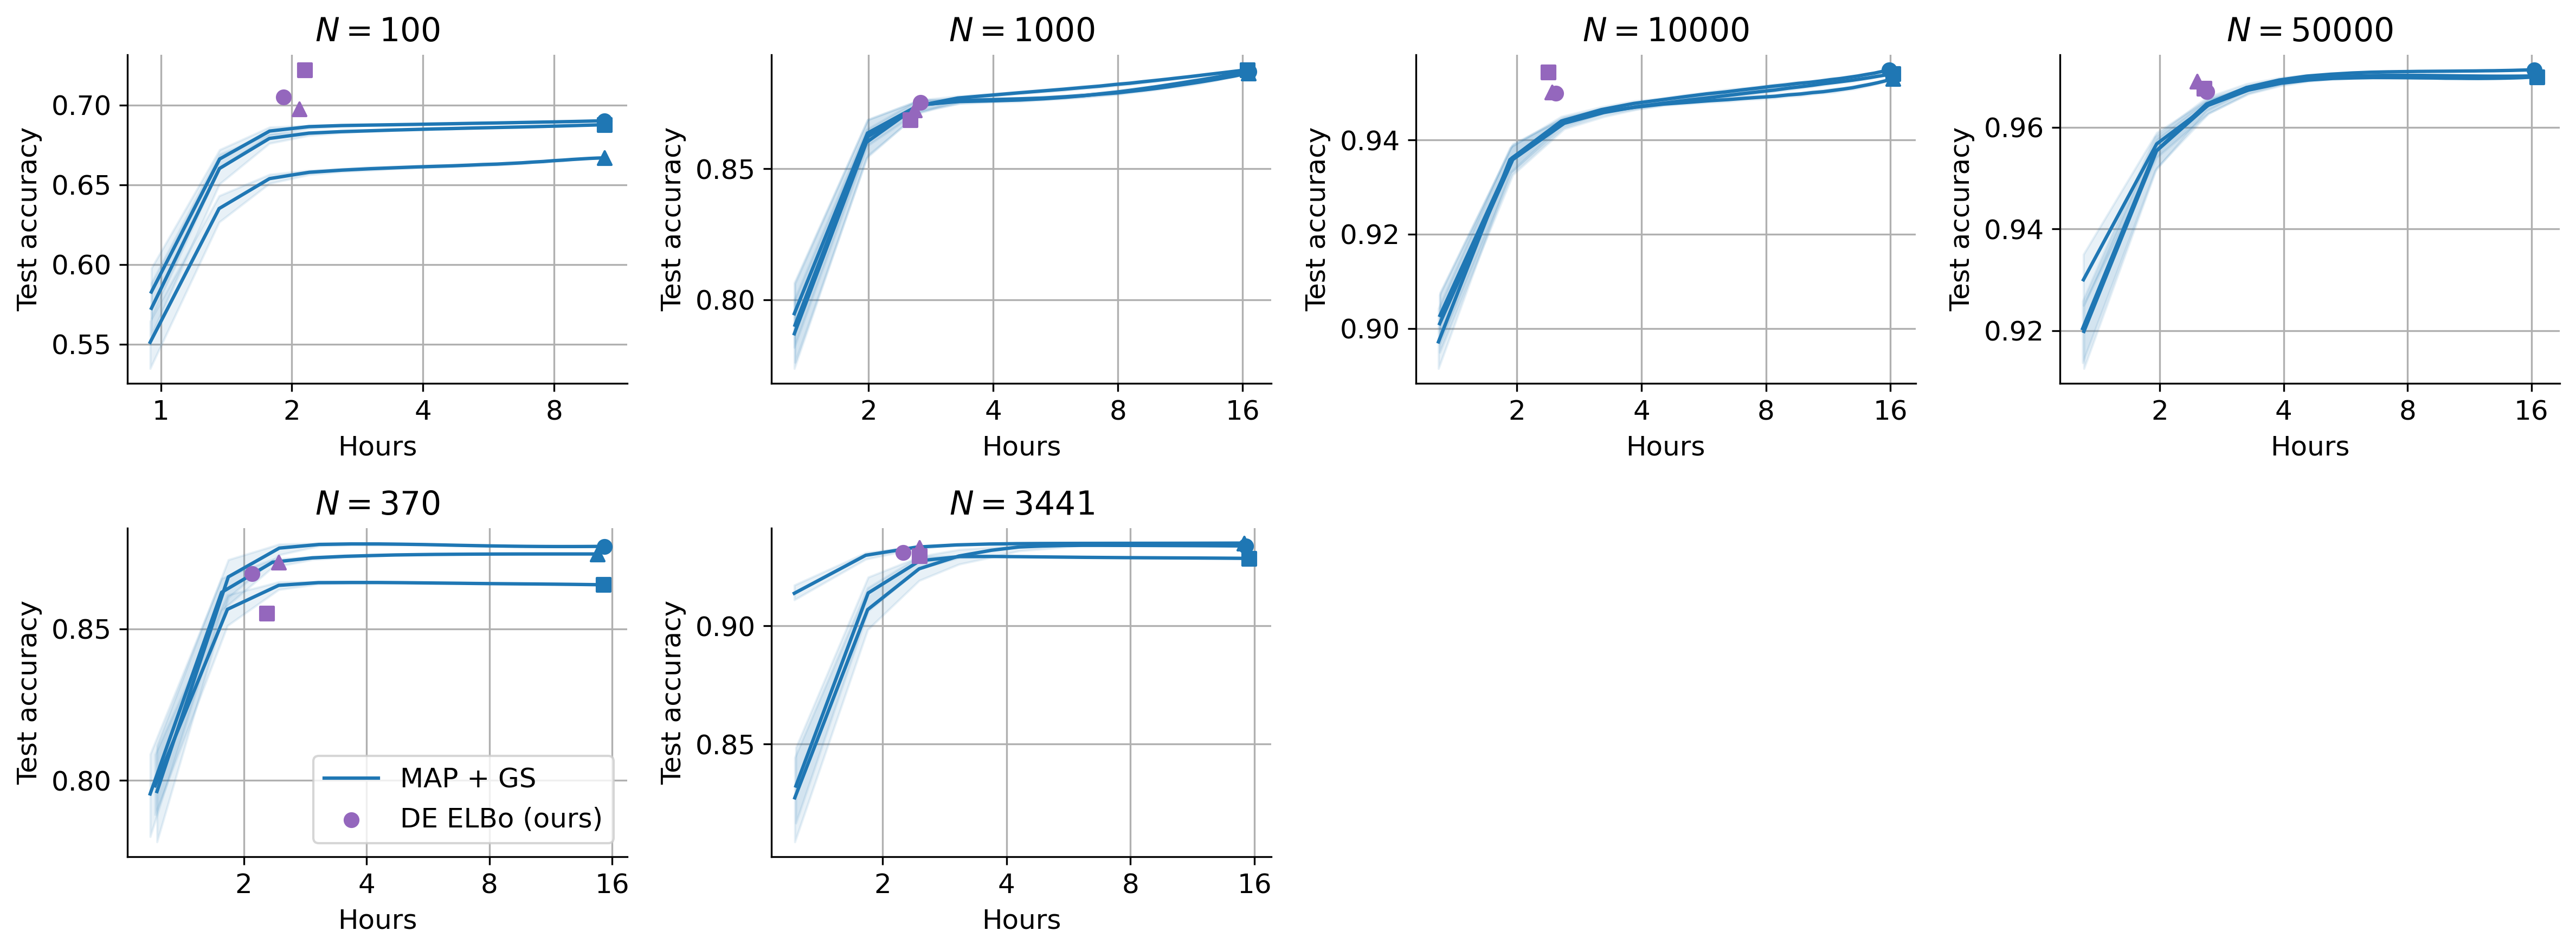 N = 100
Test accuracy
0.70
0.65
0.60
0.55
1 2 4 8
Hours
N = 1000
Test accuracy
0.85
0.80
2 4 8 16
Hours
N = 10000
Test accuracy
0.94
0.92
0.90
2 4 8 16
Hours
N = 50000
Test accuracy
0.96
0.94
0.92
2 4 8 16
Hours
N = 370
Test accuracy
0.85
0.80
MAP + GS
DE ELBo (ours)
2 4 8 16
Hours
N = 3441
Test accuracy
0.90
0.85
2 4 8 16
Hours